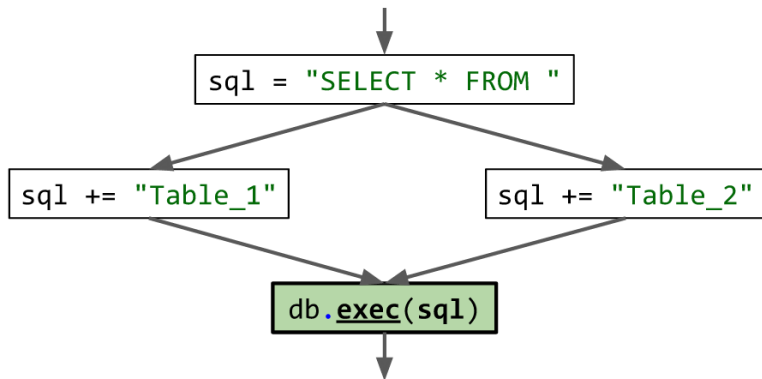 sql = "SELECT * FROM "
sql += "Table_1"
sql += "Table_2"
db.exec(sql)